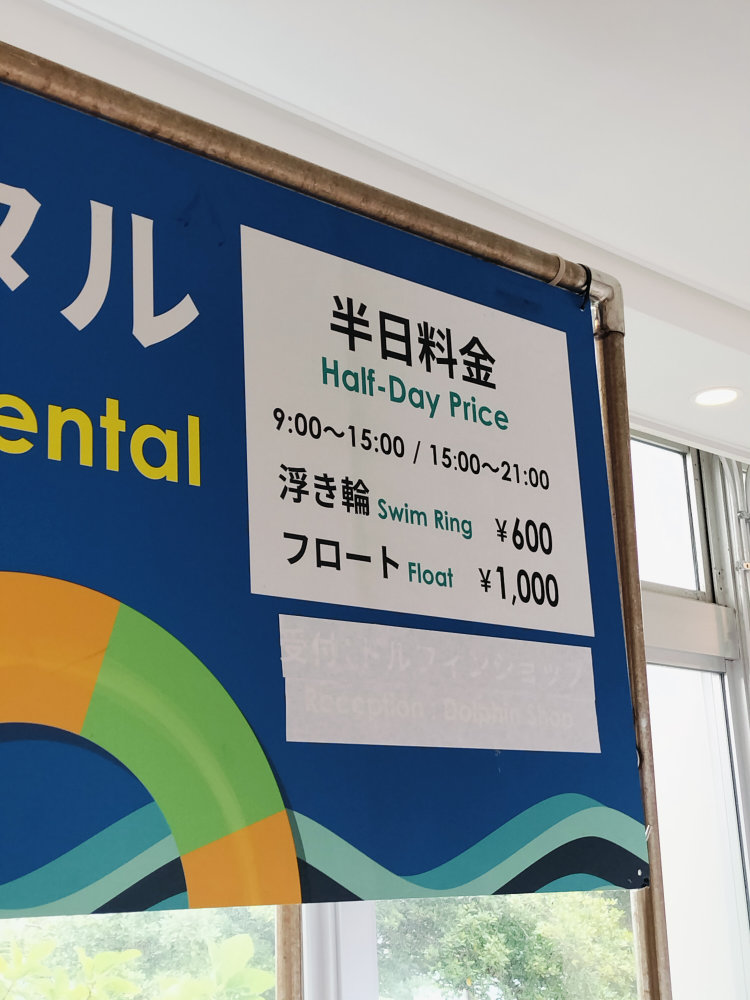 タル
ental
半日料金
Half-Day Price
9:00～15:00 / 15:00～21:00
浮き輪 Swim Ring ¥600
フロート Float ¥1,000
受付：ドルフィンショップ
Reception : Dolphin Shop